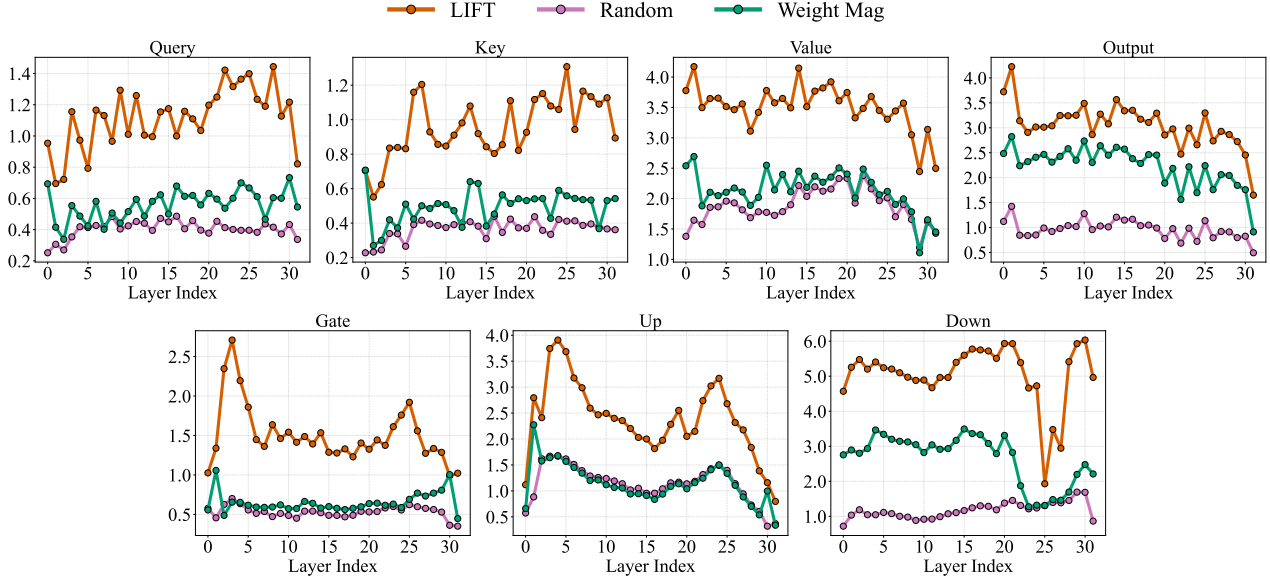 LIFT Random Weight Mag
Query Key Value Output
1.4
1.2
1.0
0.8
0.6
0.4
0.2
0 5 10 15 20 25 30
Layer Index
1.2
1.0
0.8
0.6
0.4
0.2
0 5 10 15 20 25 30
Layer Index
4.0
3.5
3.0
2.5
2.0
1.5
1.0
0 5 10 15 20 25 30
Layer Index
4.0
3.5
3.0
2.5
2.0
1.5
1.0
0.5
0 5 10 15 20 25 30
Layer Index
Gate Up Down
2.5
2.0
1.5
1.0
0.5
0 5 10 15 20 25 30
Layer Index
4.0
3.5
3.0
2.5
2.0
1.5
1.0
0.5
0 5 10 15 20 25 30
Layer Index
6.0
5.0
4.0
3.0
2.0
1.0
0 5 10 15 20 25 30
Layer Index